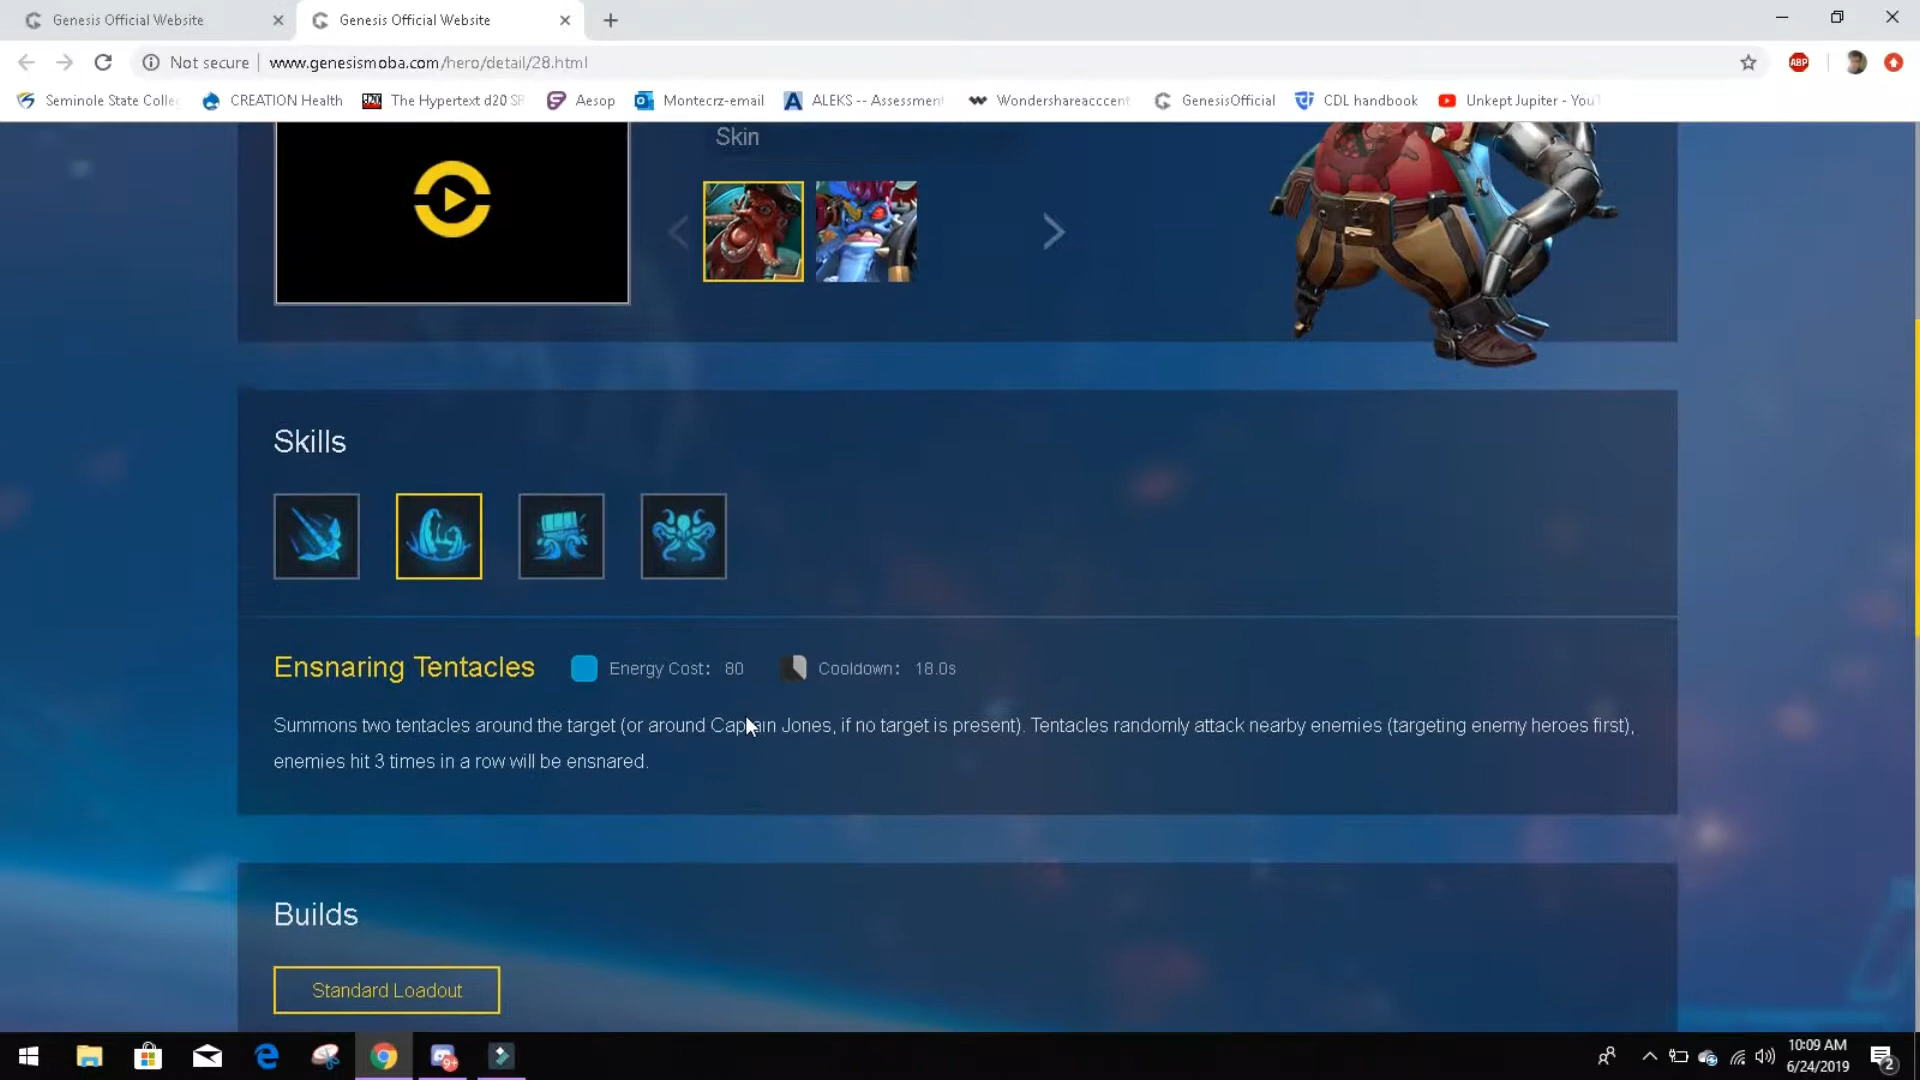 Genesis Official Website
Genesis Official Website
Not secure
www.genesismoba.com/hero/detail/28.html
ABP
Seminole State Colle
CREATION Health
The Hypertext d20 SR
Aesop
Montecrz-email
ALEKS -- Assessment
Wondershareacccent
GenesisOfficial
CDL handbook
Unkept Jupiter - You
Skin
Skills
Ensnaring Tentacles
Energy Cost: 80
Cooldown: 18.0s
Summons two tentacles around the target (or around Captain Jones, if no target is present). Tentacles randomly attack nearby enemies (targeting enemy heroes first),
enemies hit 3 times in a row will be ensnared.
Builds
Standard Loadout
9+
10:09 AM
6/24/2019
2